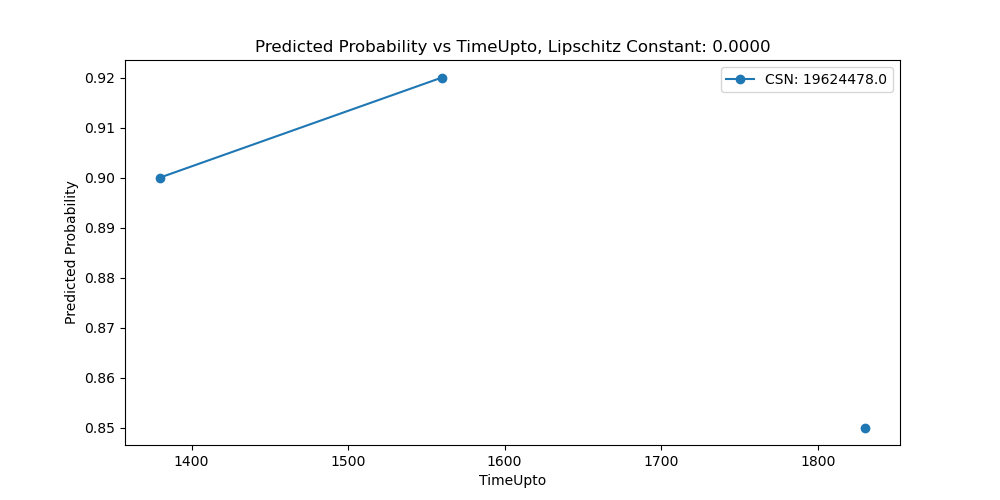 Predicted Probability vs TimeUpto, Lipschitz Constant: 0.0000
CSN: 19624478.0
Predicted Probability
0.92
0.91
0.90
0.89
0.88
0.87
0.86
0.85
1400 1500 1600 1700 1800
TimeUpto